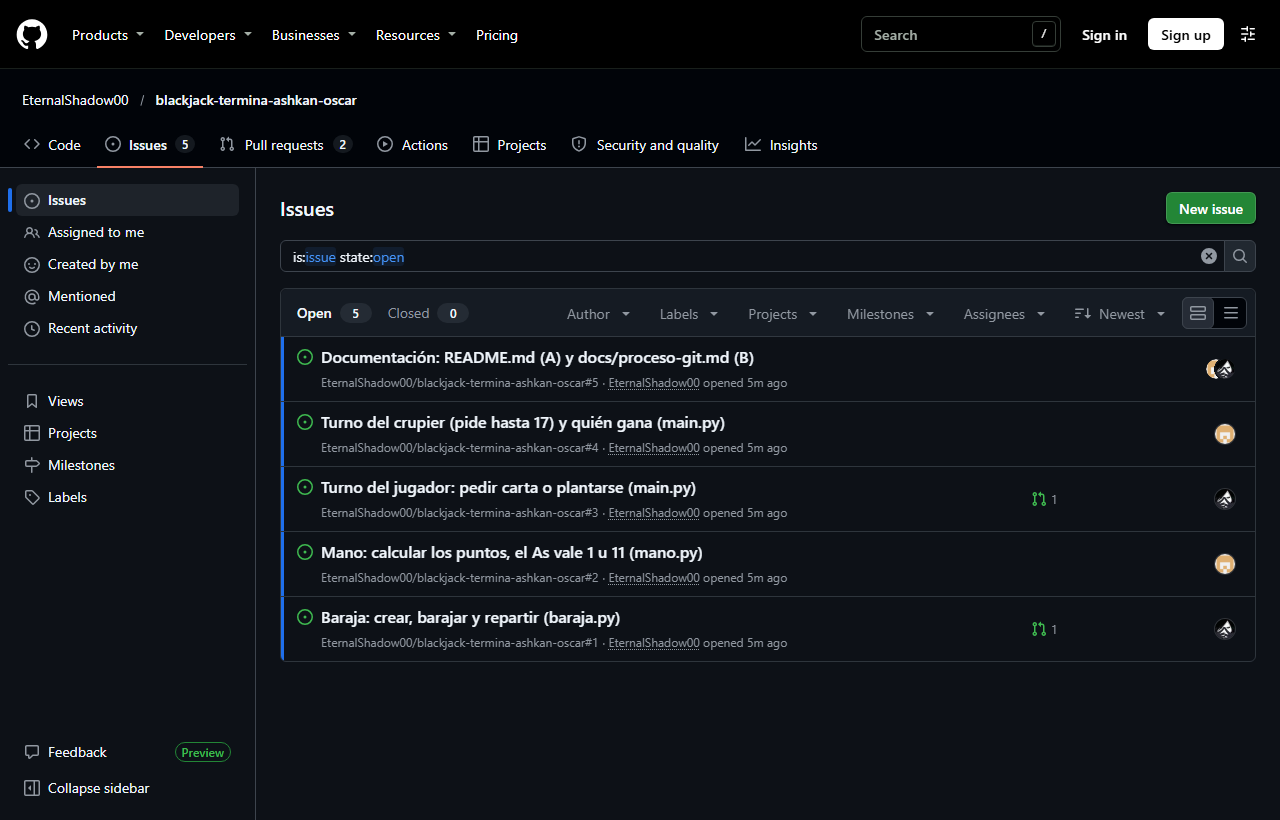 Products Developers Businesses Resources Pricing Search / Sign in Sign up
EternalShadow00 / blackjack-termina-ashkan-oscar
Code Issues 5 Pull requests 2 Actions Projects Security and quality Insights
Issues
Assigned to me
Created by me
Mentioned
Recent activity
Views
Projects
Milestones
Labels
Feedback Preview
Collapse sidebar
Issues New issue
is:issue state:open
Open 5 Closed 0 Author Labels Projects Milestones Assignees Newest
Documentación: README.md (A) y docs/proceso-git.md (B)
EternalShadow00/blackjack-termina-ashkan-oscar#5 · EternalShadow00 opened 5m ago
Turno del crupier (pide hasta 17) y quién gana (main.py)
EternalShadow00/blackjack-termina-ashkan-oscar#4 · EternalShadow00 opened 5m ago
Turno del jugador: pedir carta o plantarse (main.py) 1
EternalShadow00/blackjack-termina-ashkan-oscar#3 · EternalShadow00 opened 5m ago
Mano: calcular los puntos, el As vale 1 u 11 (mano.py)
EternalShadow00/blackjack-termina-ashkan-oscar#2 · EternalShadow00 opened 5m ago
Baraja: crear, barajar y repartir (baraja.py) 1
EternalShadow00/blackjack-termina-ashkan-oscar#1 · EternalShadow00 opened 5m ago